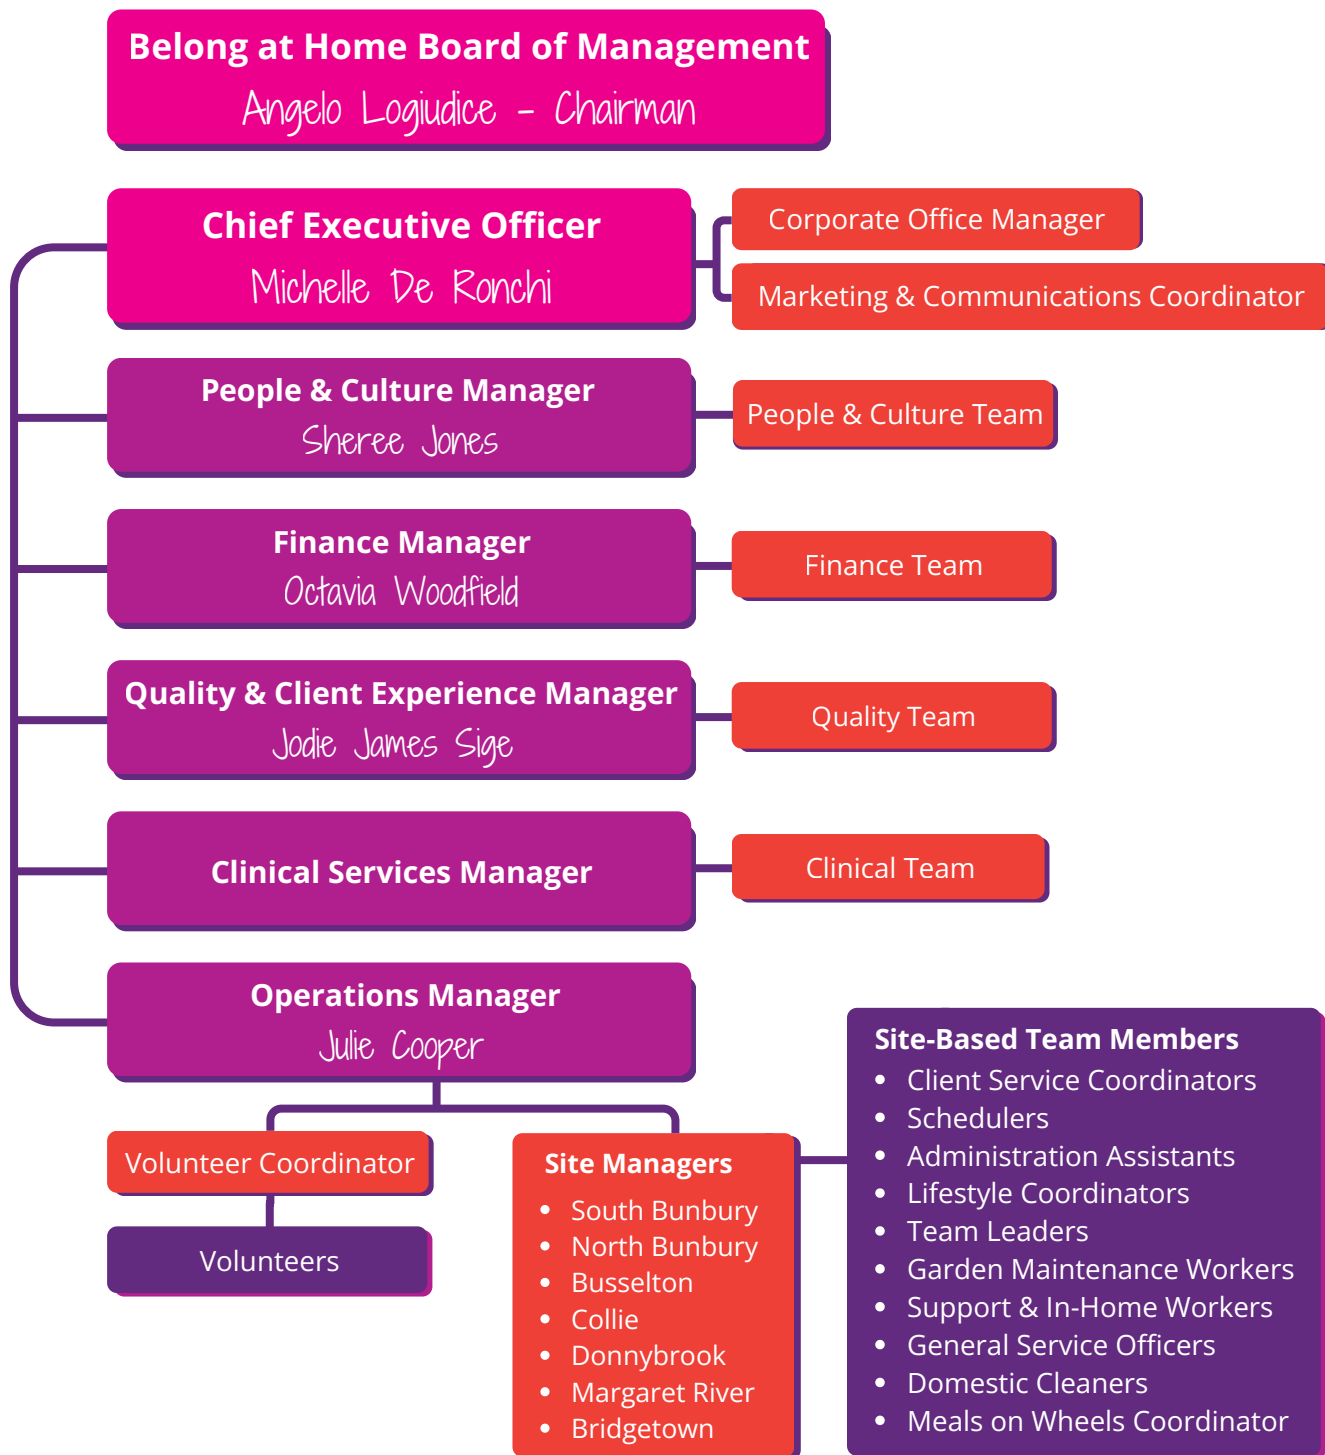 Belong at Home Board of Management
Angelo Logiudice - Chairman
Chief Executive Officer
Michelle De Ronchi
Corporate Office Manager
Marketing & Communications Coordinator
People & Culture Manager
Sheree Jones
People & Culture Team
Finance Manager
Octavia Woodfield
Finance Team
Quality & Client Experience Manager
Jodie James Sige
Quality Team
Clinical Services Manager
Clinical Team
Operations Manager
Julie Cooper
Volunteer Coordinator
Volunteers
Site Managers
• South Bunbury
• North Bunbury
• Busselton
• Collie
• Donnybrook
• Margaret River
• Bridgetown
Site-Based Team Members
• Client Service Coordinators
• Schedulers
• Administration Assistants
• Lifestyle Coordinators
• Team Leaders
• Garden Maintenance Workers
• Support & In-Home Workers
• General Service Officers
• Domestic Cleaners
• Meals on Wheels Coordinator